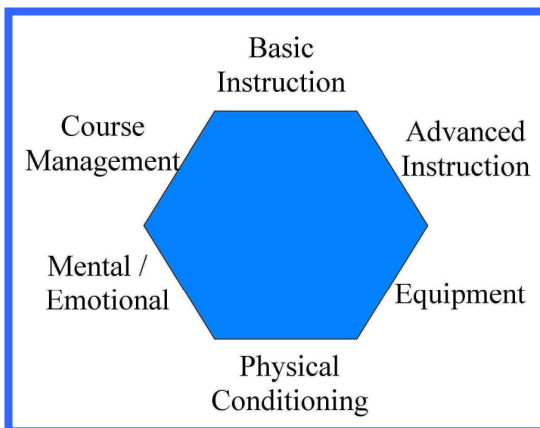 Basic
Instruction
Course
Management
Advanced
Instruction
Mental /
Emotional
Equipment
Physical
Conditioning